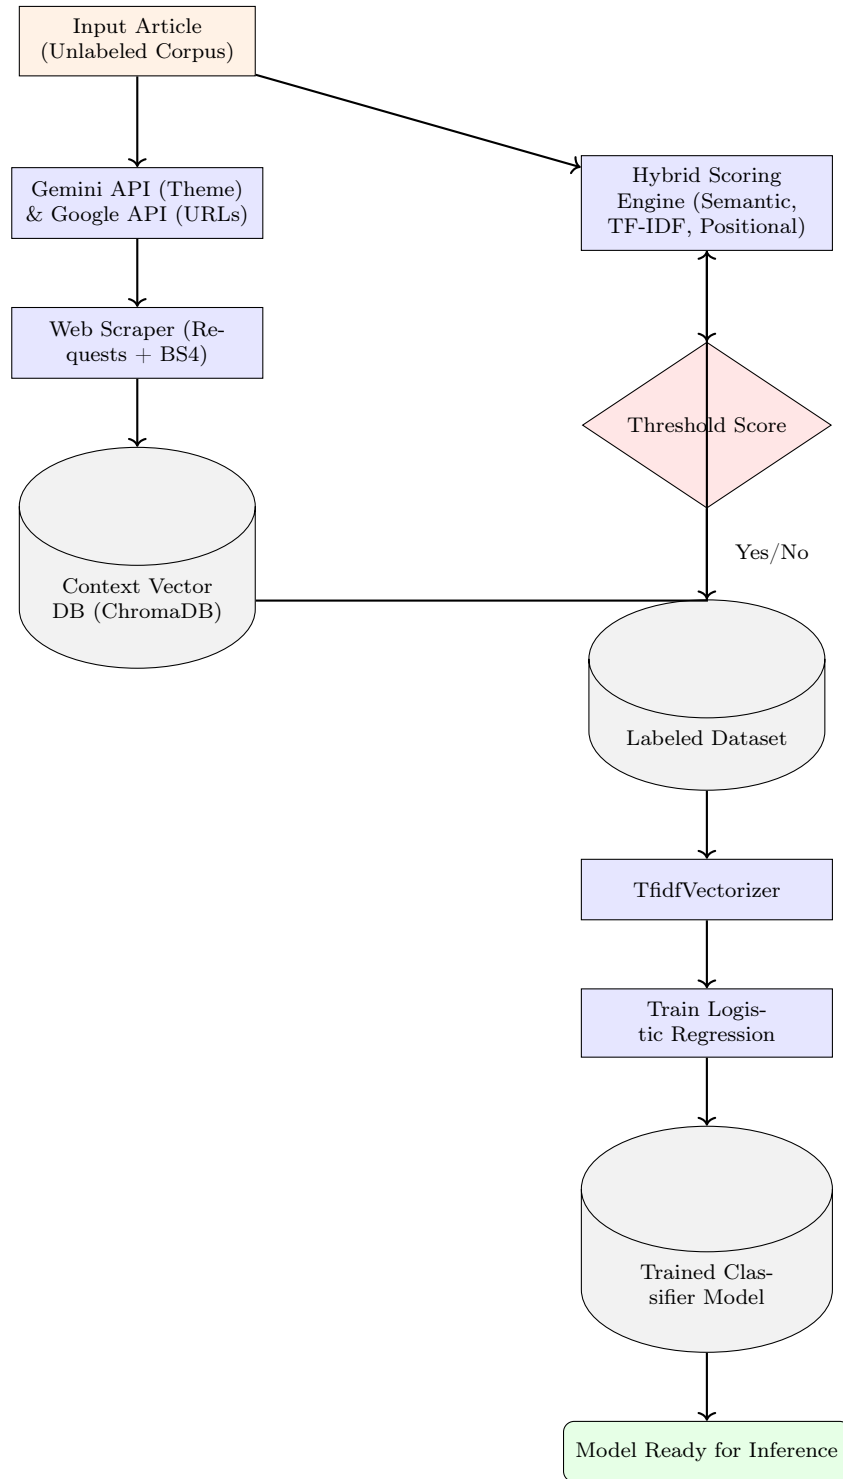 Input Article
(Unlabeled Corpus)
Gemini API (Theme)
& Google API (URLs)
Web Scraper (Re-
quests + BS4)
Context Vector
DB (ChromaDB)
Hybrid Scoring
Engine (Semantic,
TF-IDF, Positional)
Threshold Score
Yes/No
Labeled Dataset
TfidfVectorizer
Train Logis-
tic Regression
Trained Clas-
sifier Model
Model Ready for Inference